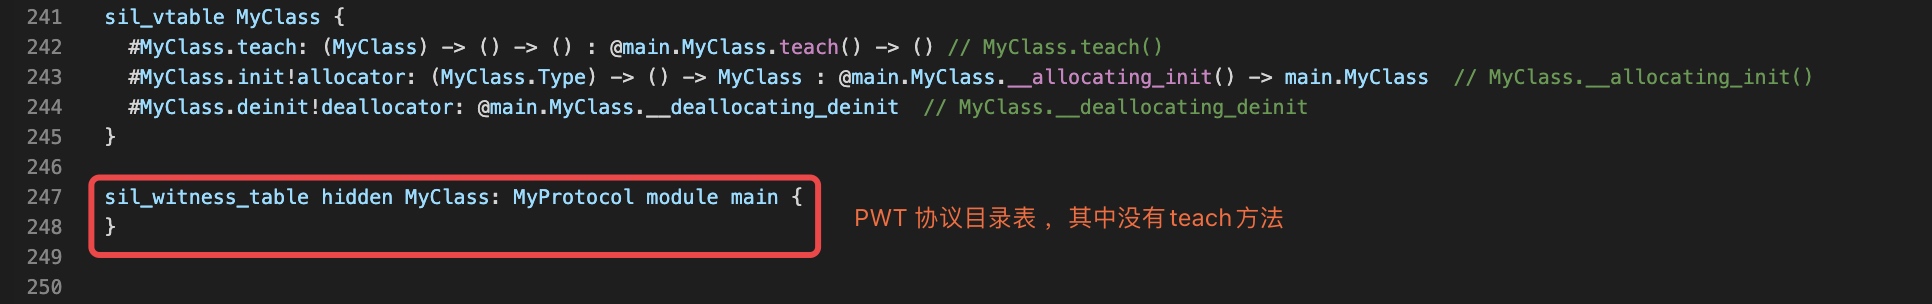 241 sil_vtable MyClass {
242 #MyClass.teach: (MyClass) -> () -> () : @main.MyClass.teach() -> () // MyClass.teach()
243 #MyClass.init!allocator: (MyClass.Type) -> () -> MyClass : @main.MyClass.__allocating_init() -> main.MyClass // MyClass.__allocating_init()
244 #MyClass.deinit!deallocator: @main.MyClass.__deallocating_deinit // MyClass.__deallocating_deinit
245 }
246
247 sil_witness_table hidden MyClass: MyProtocol module main {
PWT 协议目录表，其中没有teach方法
248 }
249
250